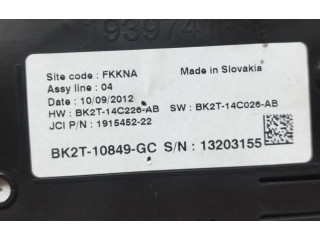 Site code : FKKNA
Made in Slovakia
Assy line : 04
Date : 10/09/2012
HW : BK2T-14C226-AB SW : BK2T-14C026-AB
JCI P/N : 1915452-22
BK2T-10849-GC S/N : 13203155